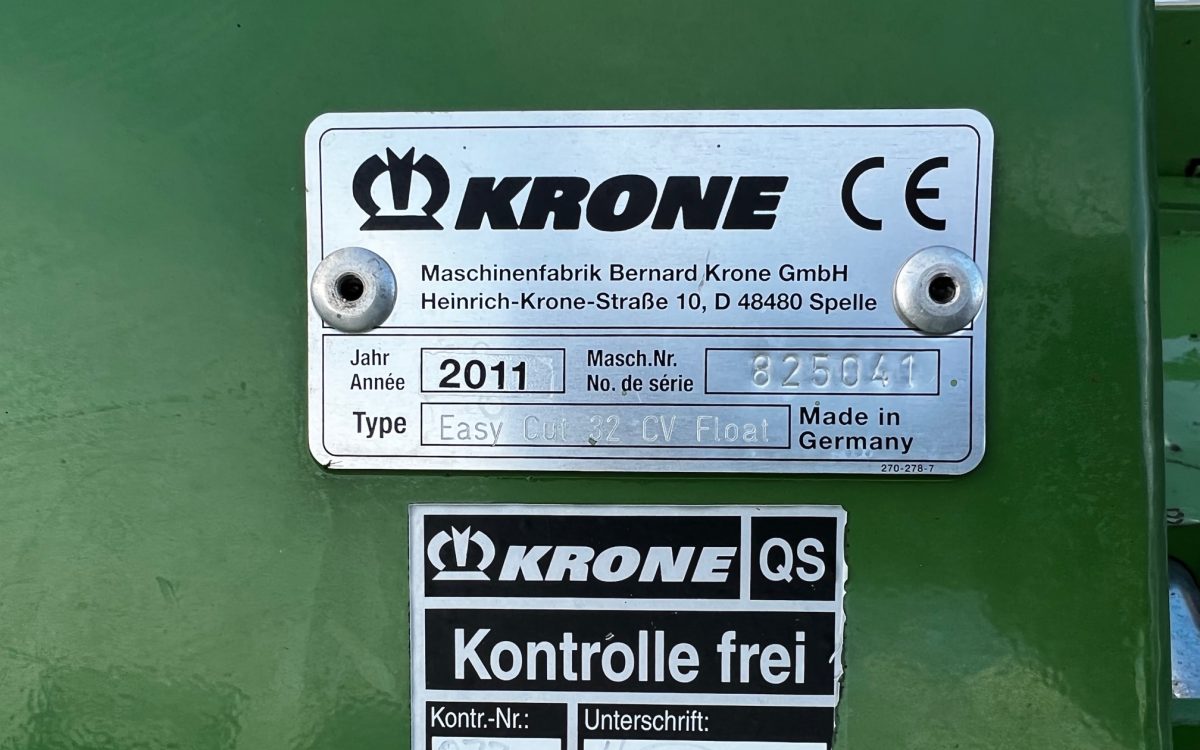 KRONE CE
Maschinenfabrik Bernard Krone GmbH
Heinrich-Krone-Straße 10, D 48480 Spelle
Jahr
Année
2011
Masch.Nr.
No. de série
825041
Type
Easy Cut 32 CV Float
Made in
Germany
270-278-7
KRONE QS
Kontrolle frei
Kontr.-Nr.: Unterschrift: